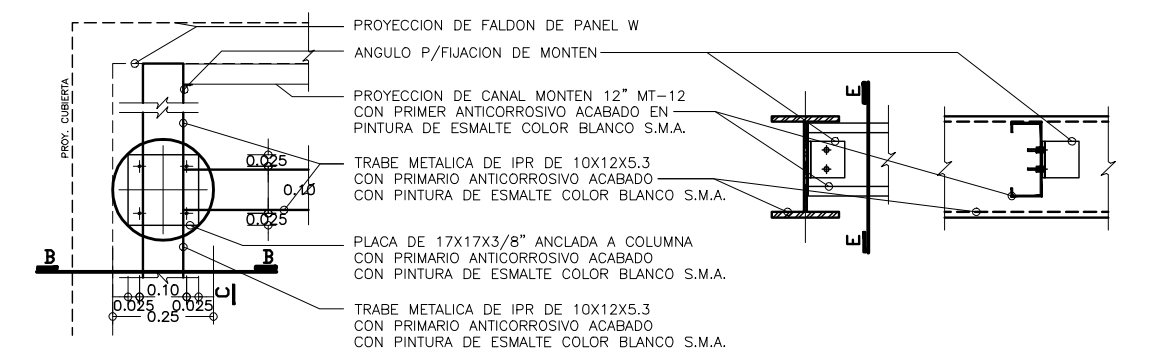 PROYECCION DE FALDON DE PANEL W
ANGULO P/FIJACION DE MONTEN
PROYECCION DE CANAL MONTEN 12" MT-12
CON PRIMER ANTICORROSIVO ACABADO EN
PINTURA DE ESMALTE COLOR BLANCO S.M.A.
TRABE METALICA DE IPR DE 10X12X5.3
CON PRIMARIO ANTICORROSIVO ACABADO
CON PINTURA DE ESMALTE COLOR BLANCO S.M.A.
PLACA DE 17X17X3/8" ANCLADA A COLUMNA
CON PRIMARIO ANTICORROSIVO ACABADO
CON PINTURA DE ESMALTE COLOR BLANCO S.M.A.
TRABE METALICA DE IPR DE 10X12X5.3
CON PRIMARIO ANTICORROSIVO ACABADO
CON PINTURA DE ESMALTE COLOR BLANCO S.M.A.
PROY. CUBIERTA
0.025
0.10
0.025
B
B
0.10
0.025
0.025
0.25
C
E
E